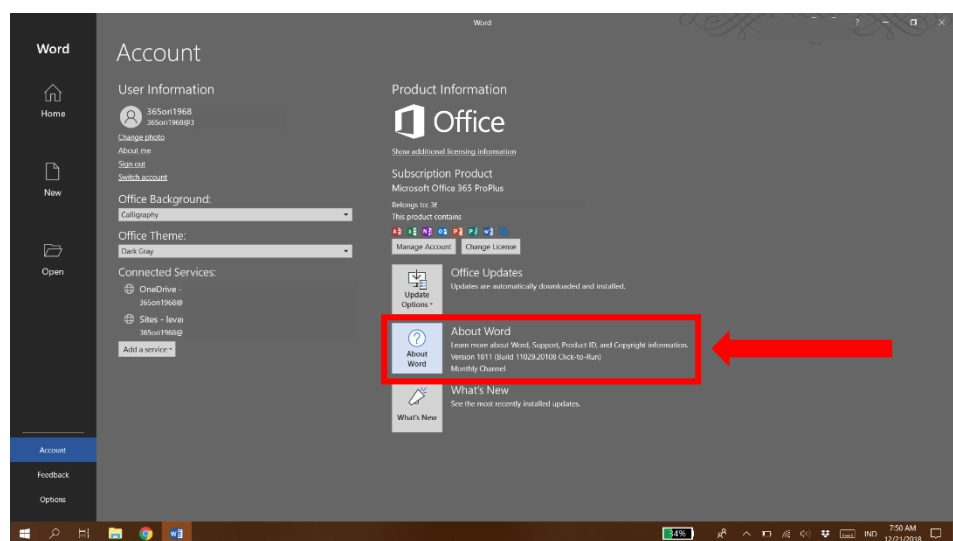 Word
Word
Home
New
Open
Account
Feedback
Options
Account
User Information
365ori1968
365ori1968@3
Change photo
About me
Sign out
Switch account
Office Background:
Calligraphy
Office Theme:
Dark Gray
Connected Services:
OneDrive -
365ori1968@
Sites - level
365ori1968@
Add a service
Product Information
Office
Show additional licensing information
Subscription Product
Microsoft Office 365 ProPlus
Belongs to: 36
This product contains
Manage Account
Change License
Update
Options
Office Updates
Updates are automatically downloaded and installed.
About
Word
About Word
Learn more about Word, Support, Product ID, and Copyright information.
Version 1811 (Build 11029.20108 Click-to-Run)
Monthly Channel
What's New
What's New
See the most recently installed updates.
34%
IND
7:50 AM
12/21/2018